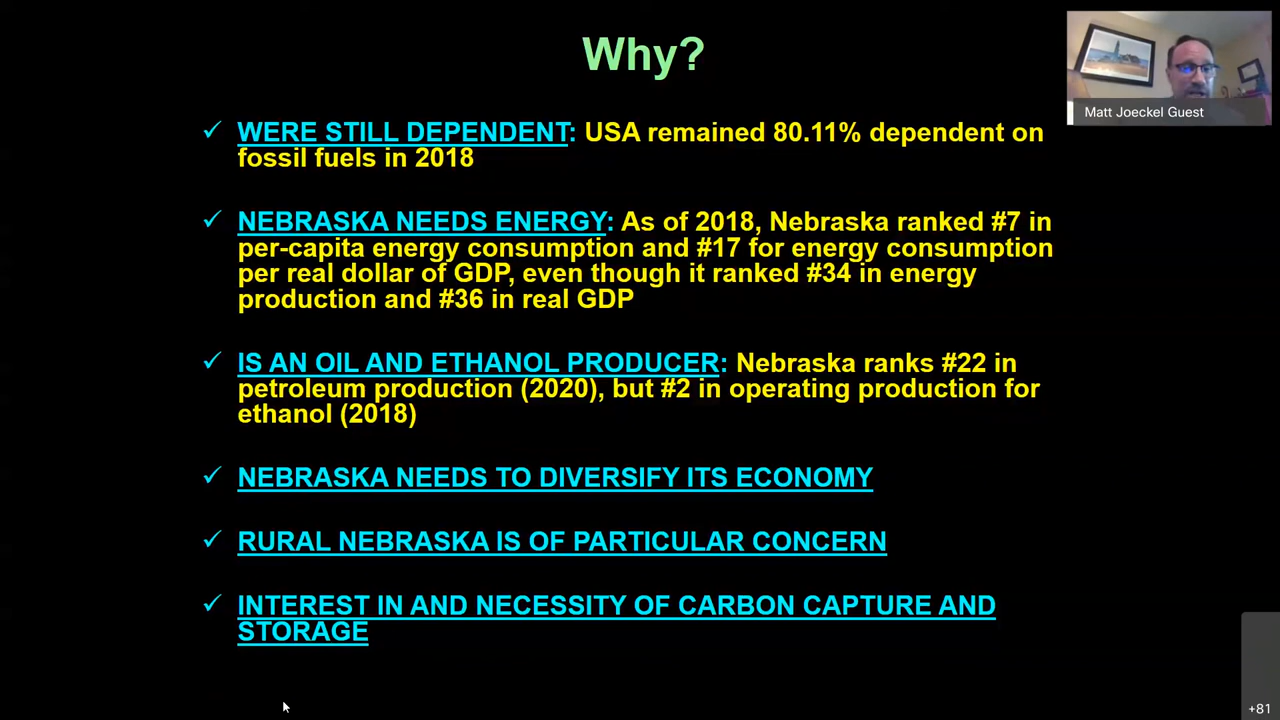 Why?
Matt Joeckel Guest
✓ WERE STILL DEPENDENT: USA remained 80.11% dependent on
fossil fuels in 2018
✓ NEBRASKA NEEDS ENERGY: As of 2018, Nebraska ranked #7 in
per-capita energy consumption and #17 for energy consumption
per real dollar of GDP, even though it ranked #34 in energy
production and #36 in real GDP
✓ IS AN OIL AND ETHANOL PRODUCER: Nebraska ranks #22 in
petroleum production (2020), but #2 in operating production for
ethanol (2018)
✓ NEBRASKA NEEDS TO DIVERSIFY ITS ECONOMY
✓ RURAL NEBRASKA IS OF PARTICULAR CONCERN
✓ INTEREST IN AND NECESSITY OF CARBON CAPTURE AND
STORAGE
+81